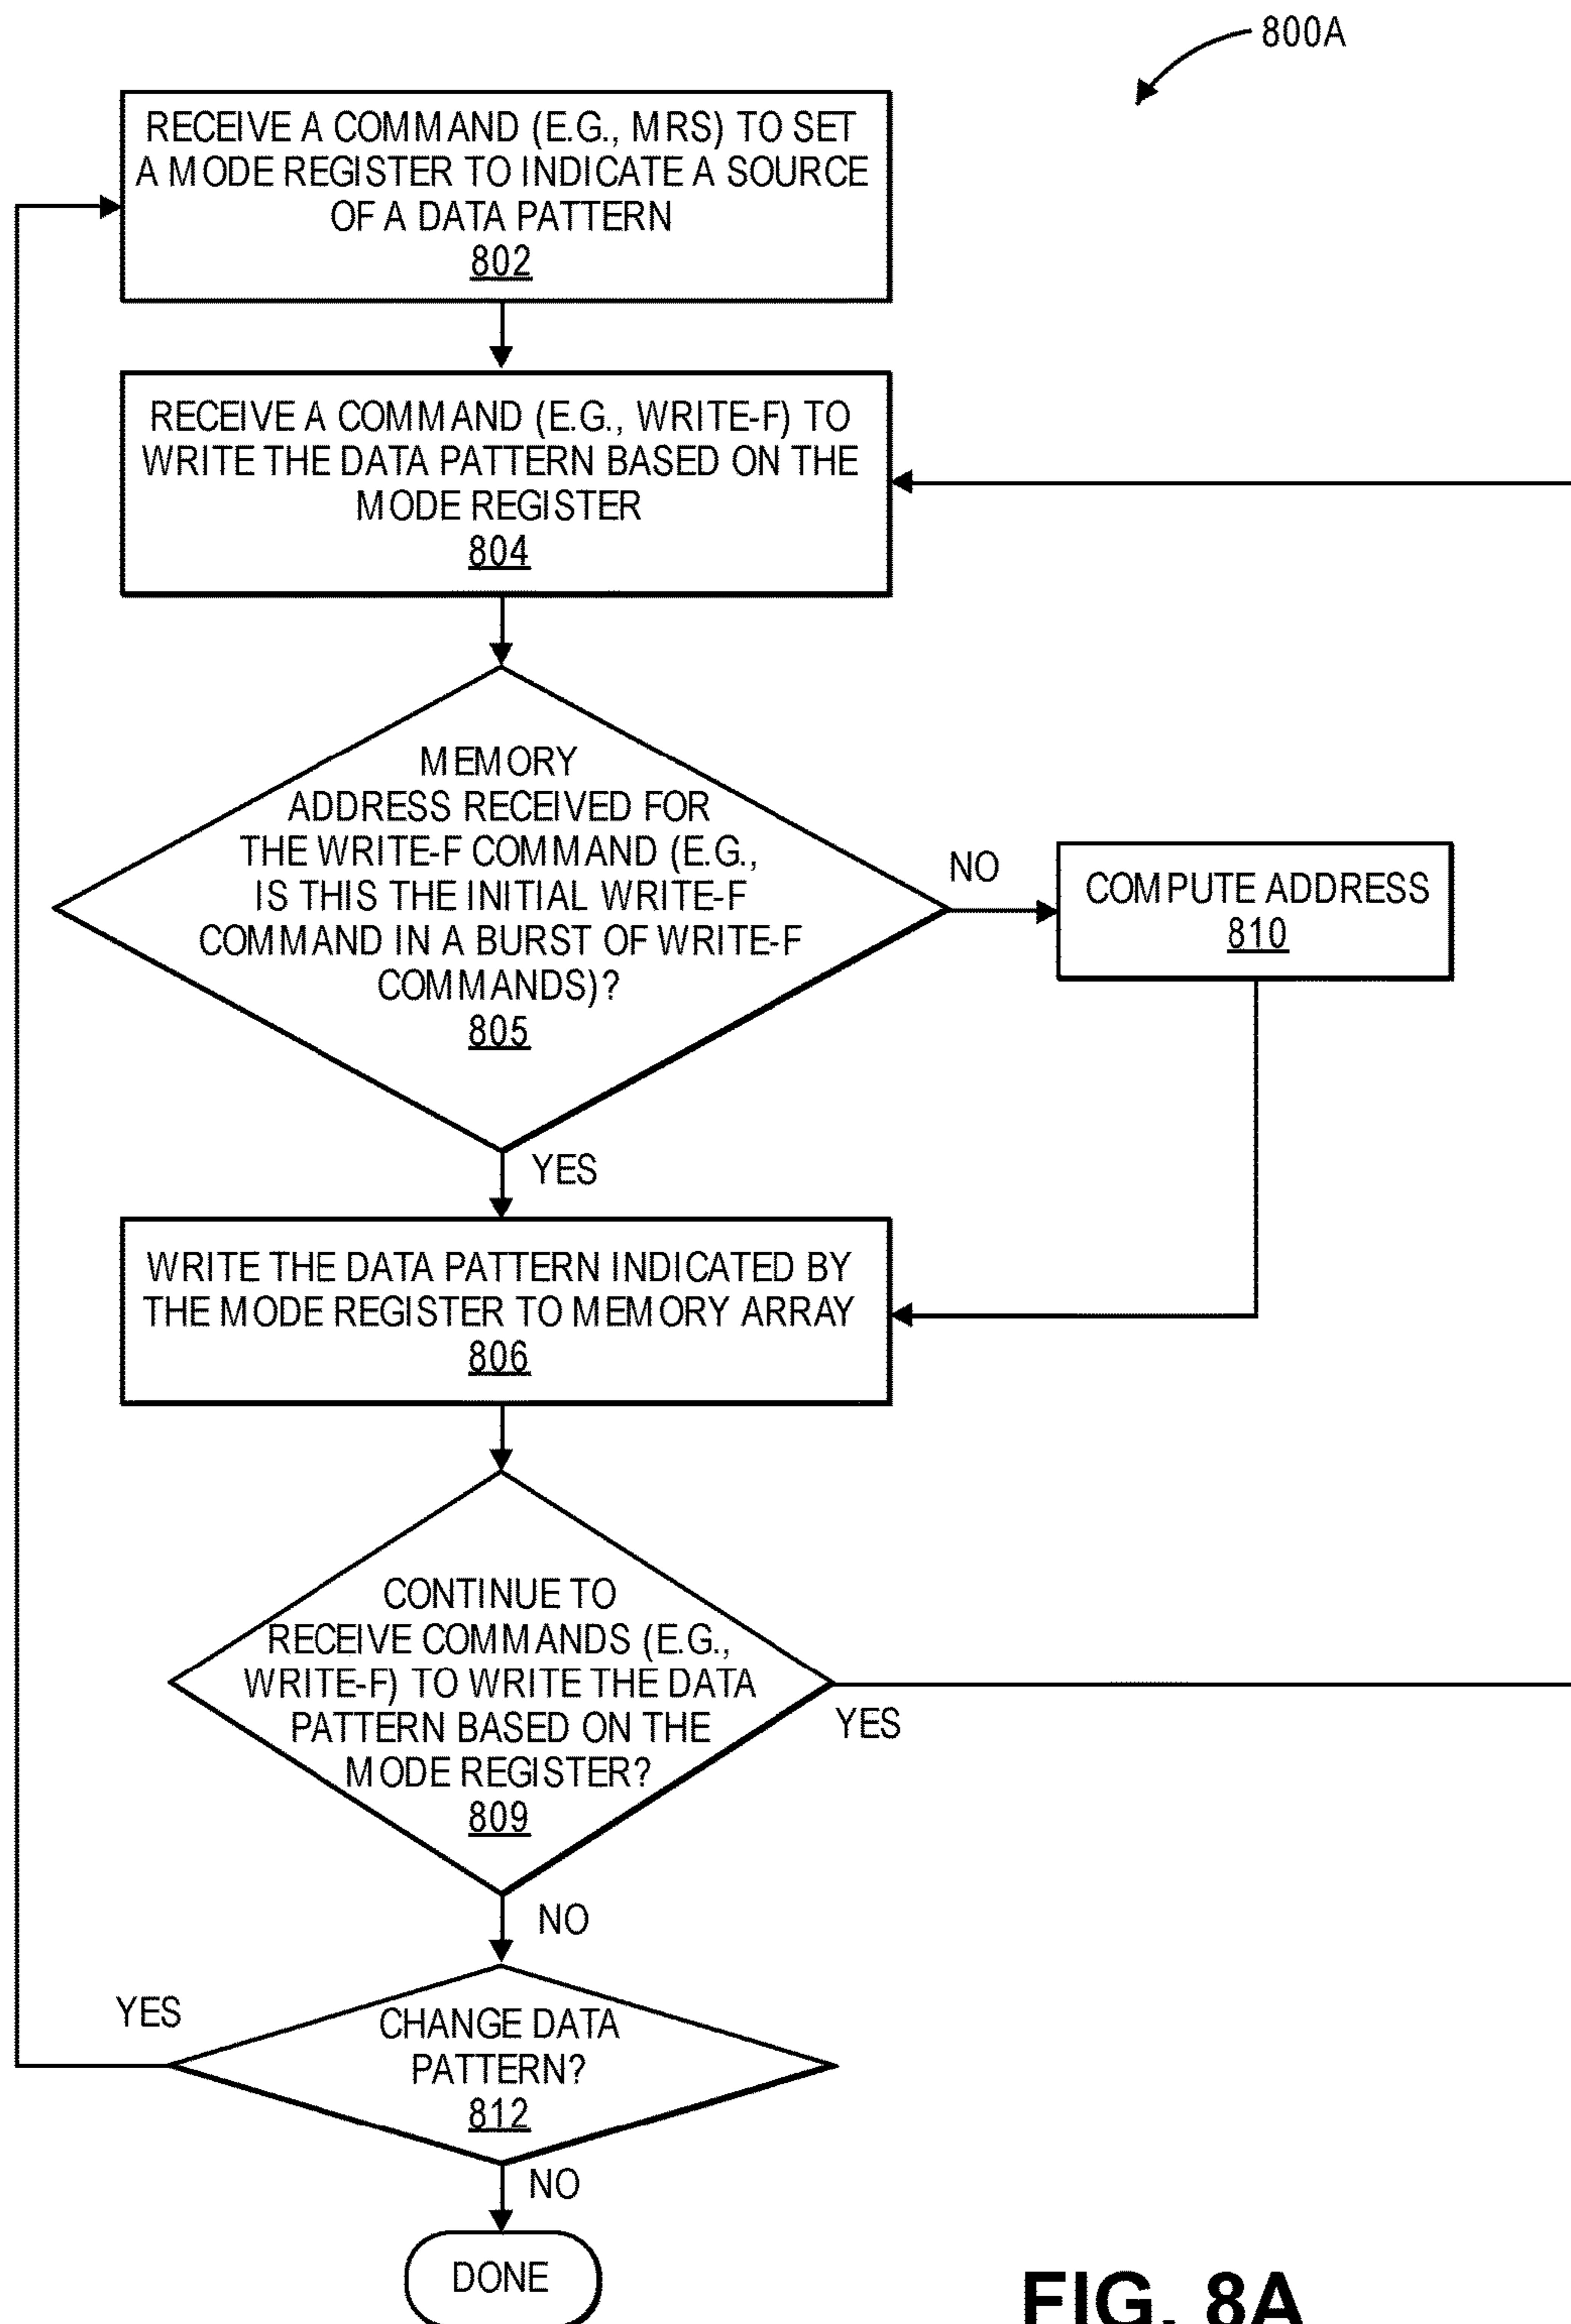 800A
RECEIVE A COMMAND (E.G., MRS) TO SET
A MODE REGISTER TO INDICATE A SOURCE
OF A DATA PATTERN
802
RECEIVE A COMMAND (E.G., WRITE-F) TO
WRITE THE DATA PATTERN BASED ON THE
MODE REGISTER
804
MEMORY
ADDRESS RECEIVED FOR
THE WRITE-F COMMAND (E.G.,
IS THIS THE INITIAL WRITE-F
COMMAND IN A BURST OF WRITE-F
COMMANDS)?
805
NO
COMPUTE ADDRESS
810
YES
WRITE THE DATA PATTERN INDICATED BY
THE MODE REGISTER TO MEMORY ARRAY
806
CONTINUE TO
RECEIVE COMMANDS (E.G.,
WRITE-F) TO WRITE THE DATA
PATTERN BASED ON THE
MODE REGISTER?
809
YES
NO
YES
CHANGE DATA
PATTERN?
812
NO
DONE
FIG. 8A